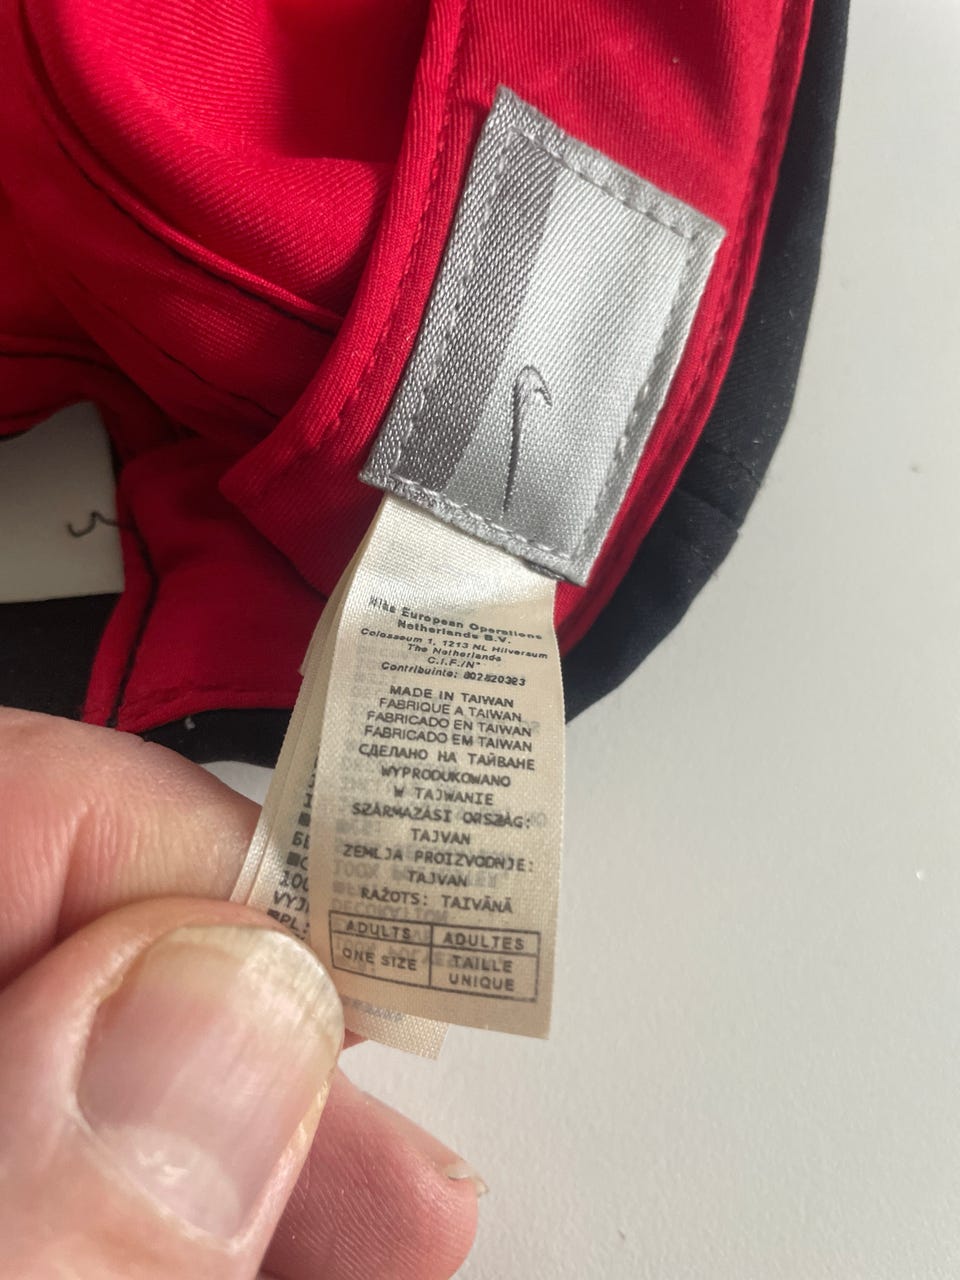 Nike European Operations
Netherlands B.V.
Colosseum 1, 1213 NL Hilversum
The Netherlands
C.I.F./N°
Contribuinte: 802820323
MADE IN TAIWAN
FABRIQUE A TAIWAN
FABRICADO EN TAIWAN
FABRICADO EM TAIWAN
СДЕЛАНО НА ТАЙВАНЕ
WYPRODUKOWANO
W TAJWANIE
SZÁRMAZÁSI ORSZÁG:
TAJVAN
ZEMLJA PROIZVODNJE:
TAJVAN
RAŽOTS: TAIVĀNĀ
ADULTS ADULTES
ONE SIZE TAILLE
UNIQUE